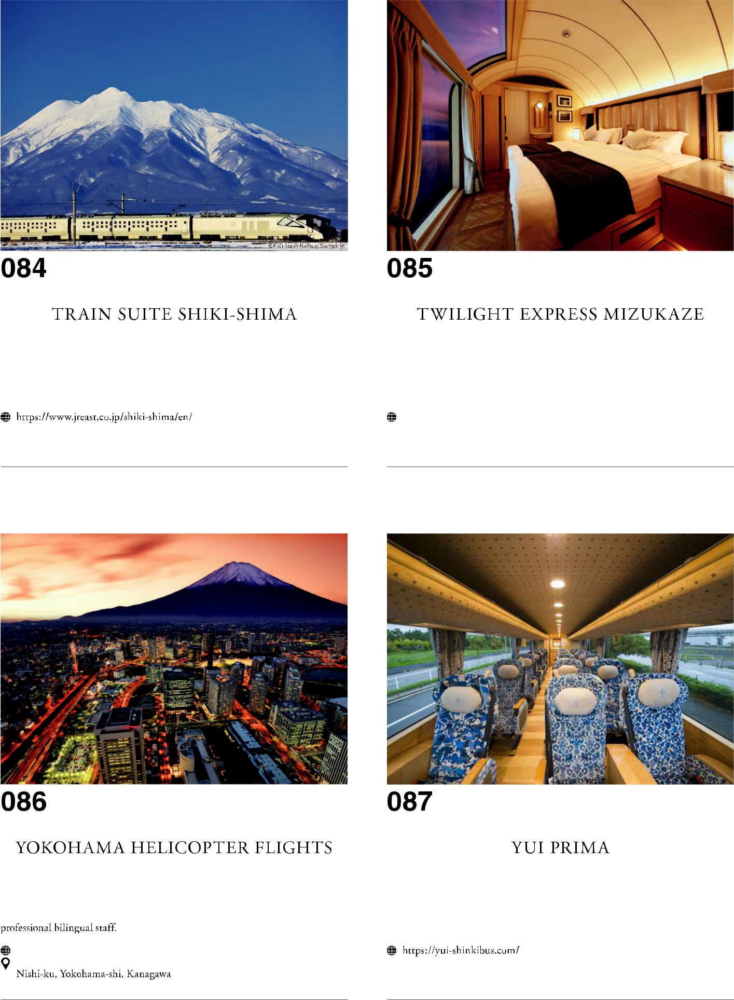 ©East Japan Railway Company
084
TRAIN SUITE SHIKI-SHIMA
https://www.jreast.co.jp/shiki-shima/en/
085
TWILIGHT EXPRESS MIZUKAZE
086
YOKOHAMA HELICOPTER FLIGHTS
professional bilingual staff.
Nishi-ku, Yokohama-shi, Kanagawa
087
YUI PRIMA
https://yui-shinkibus.com/